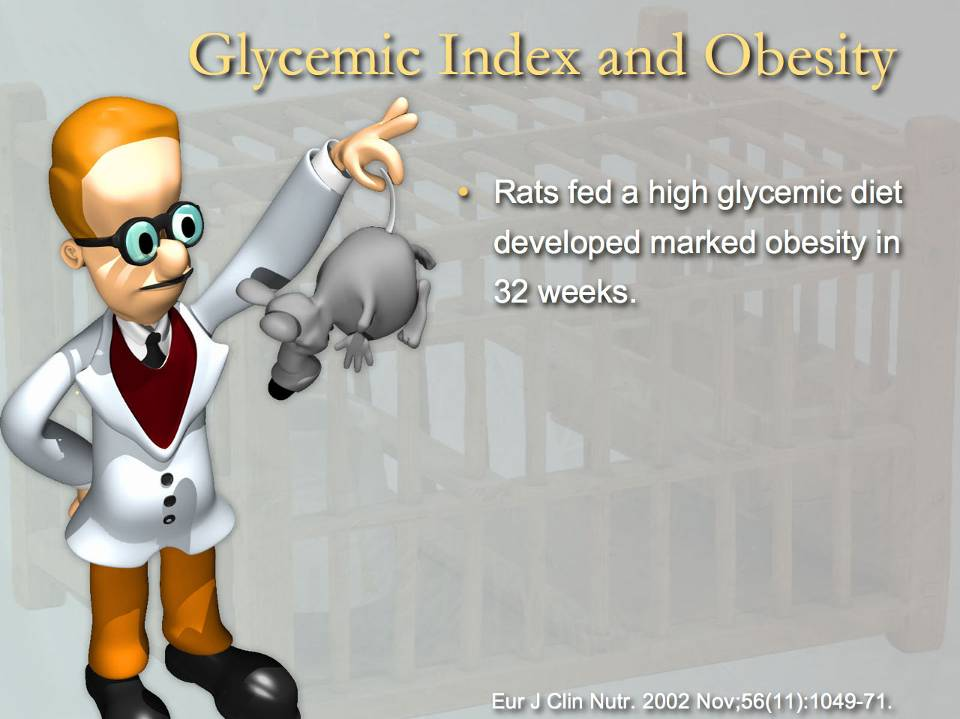 Glycemic Index and Obesity
• Rats fed a high glycemic diet
developed marked obesity in
32 weeks.
Eur J Clin Nutr. 2002 Nov;56(11):1049-71.